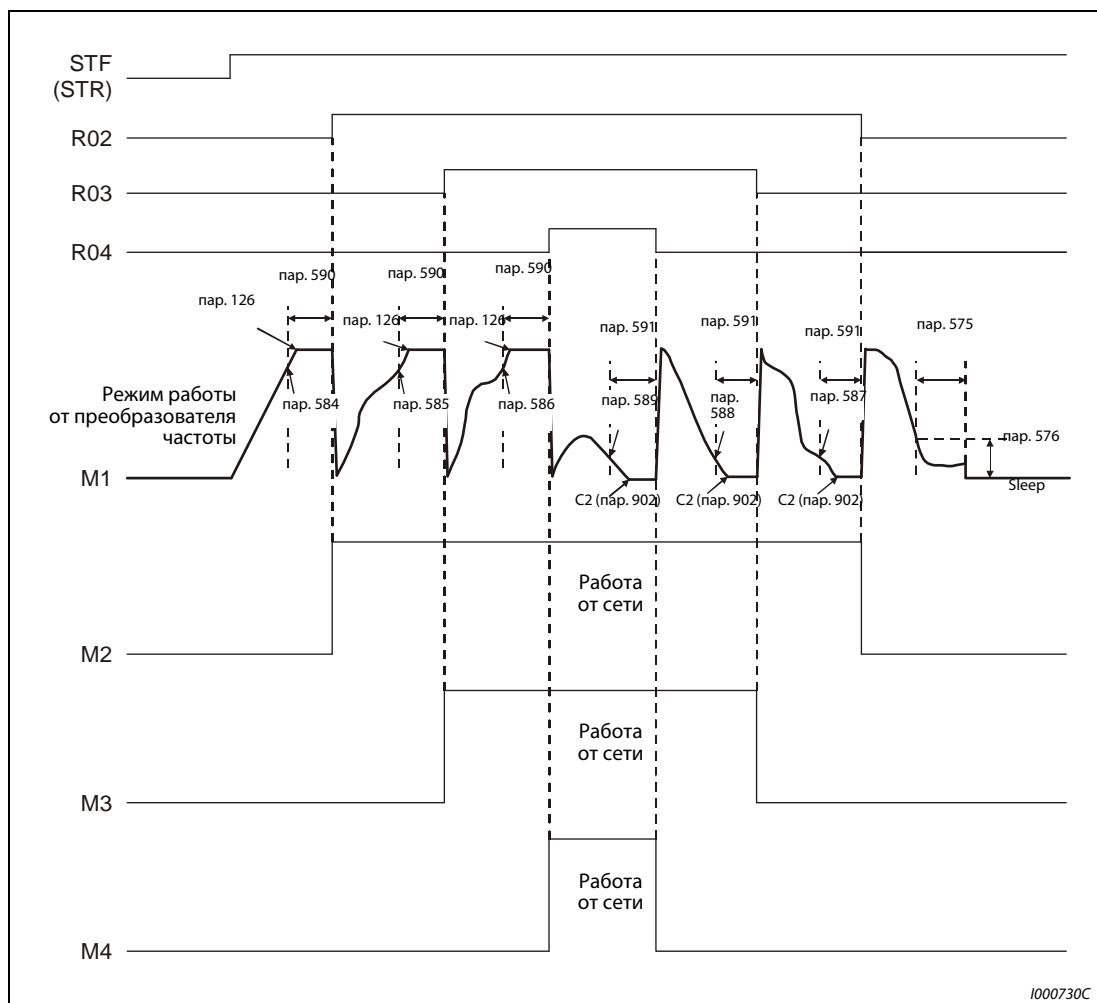 STF
(STR)
R02
R03
R04
пар. 590
пар. 590
пар. 590
пар. 126
пар. 126
пар. 126
пар. 591
пар. 591
пар. 591
пар. 575
Режим работы
от преобразователя
частоты
пар. 584
пар. 585
пар. 586
пар. 589
пар.
588
пар. 587
пар. 576
M1
Sleep
C2 (пар. 902)
C2 (пар. 902)
C2 (пар. 902)
Работа
от сети
M2
Работа
от сети
M3
Работа
от сети
M4
I000730C